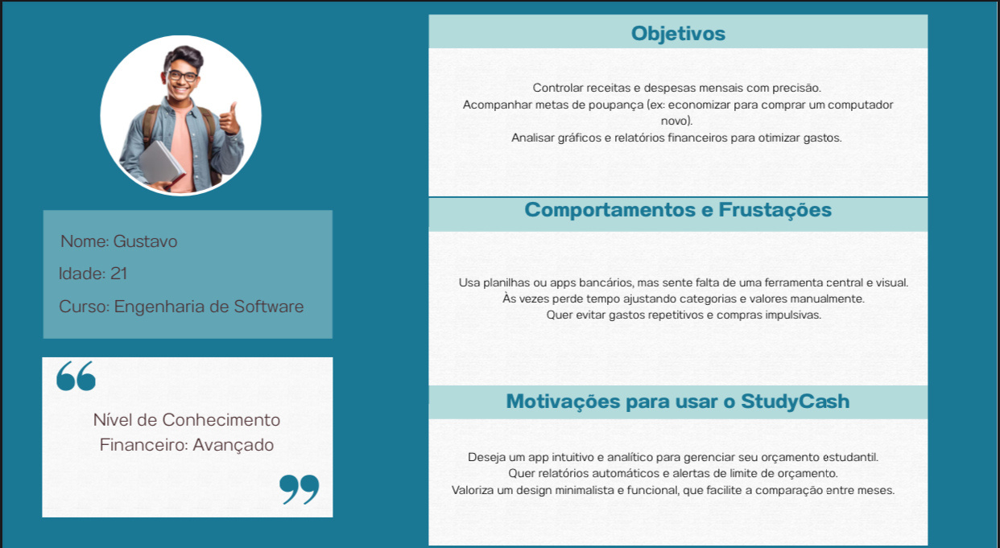 Nome: Gustavo
Idade: 21
Curso: Engenharia de Software
Nível de Conhecimento
Financeiro: Avançado
Objetivos
Controlar receitas e despesas mensais com precisão.
Acompanhar metas de poupança (ex: economizar para comprar um computador
novo).
Analisar gráficos e relatórios financeiros para otimizar gastos.
Comportamentos e Frustações
Usa planilhas ou apps bancários, mas sente falta de uma ferramenta central e visual.
Às vezes perde tempo ajustando categorias e valores manualmente.
Quer evitar gastos repetitivos e compras impulsivas.
Motivações para usar o StudyCash
Deseja um app intuitivo e analítico para gerenciar seu orçamento estudantil.
Quer relatórios automáticos e alertas de limite de orçamento.
Valoriza um design minimalista e funcional, que facilite a comparação entre meses.